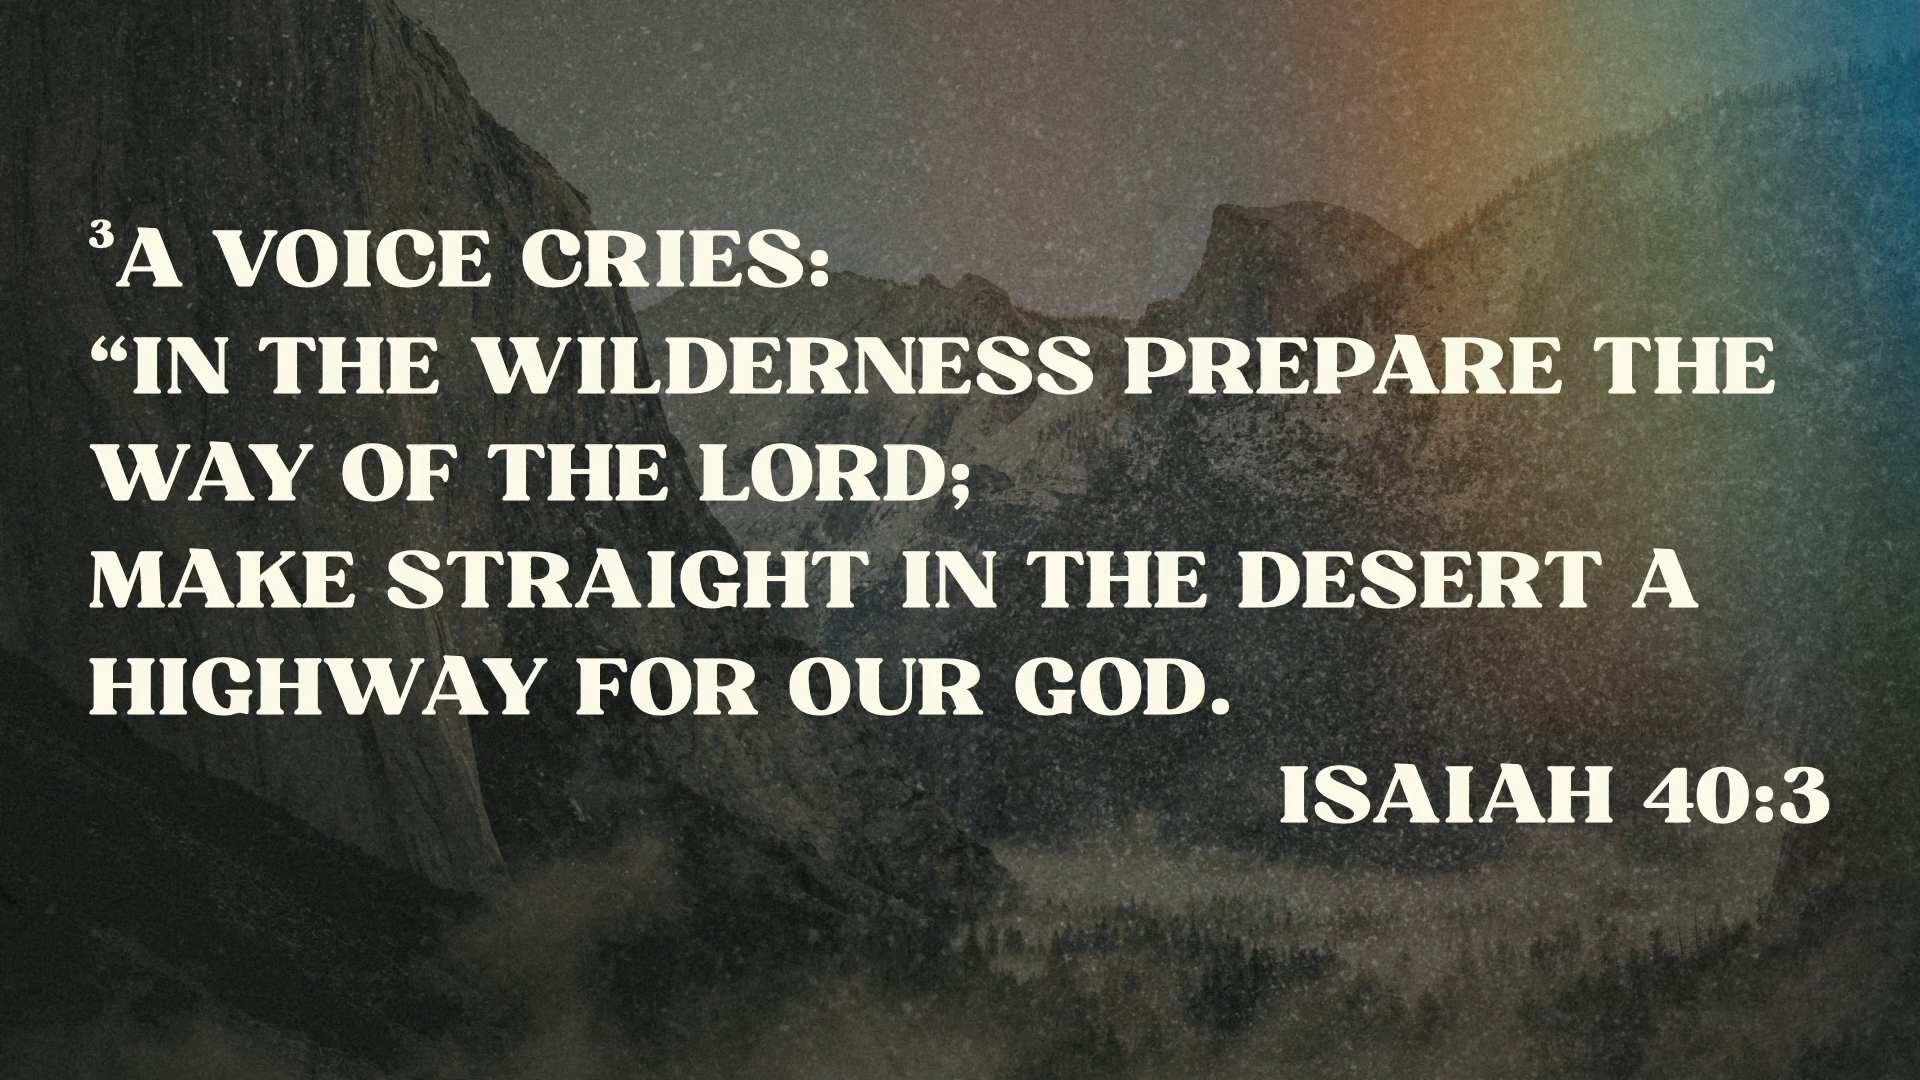 ³A VOICE CRIES:
“IN THE WILDERNESS PREPARE THE
WAY OF THE LORD;
MAKE STRAIGHT IN THE DESERT A
HIGHWAY FOR OUR GOD.
ISAIAH 40:3